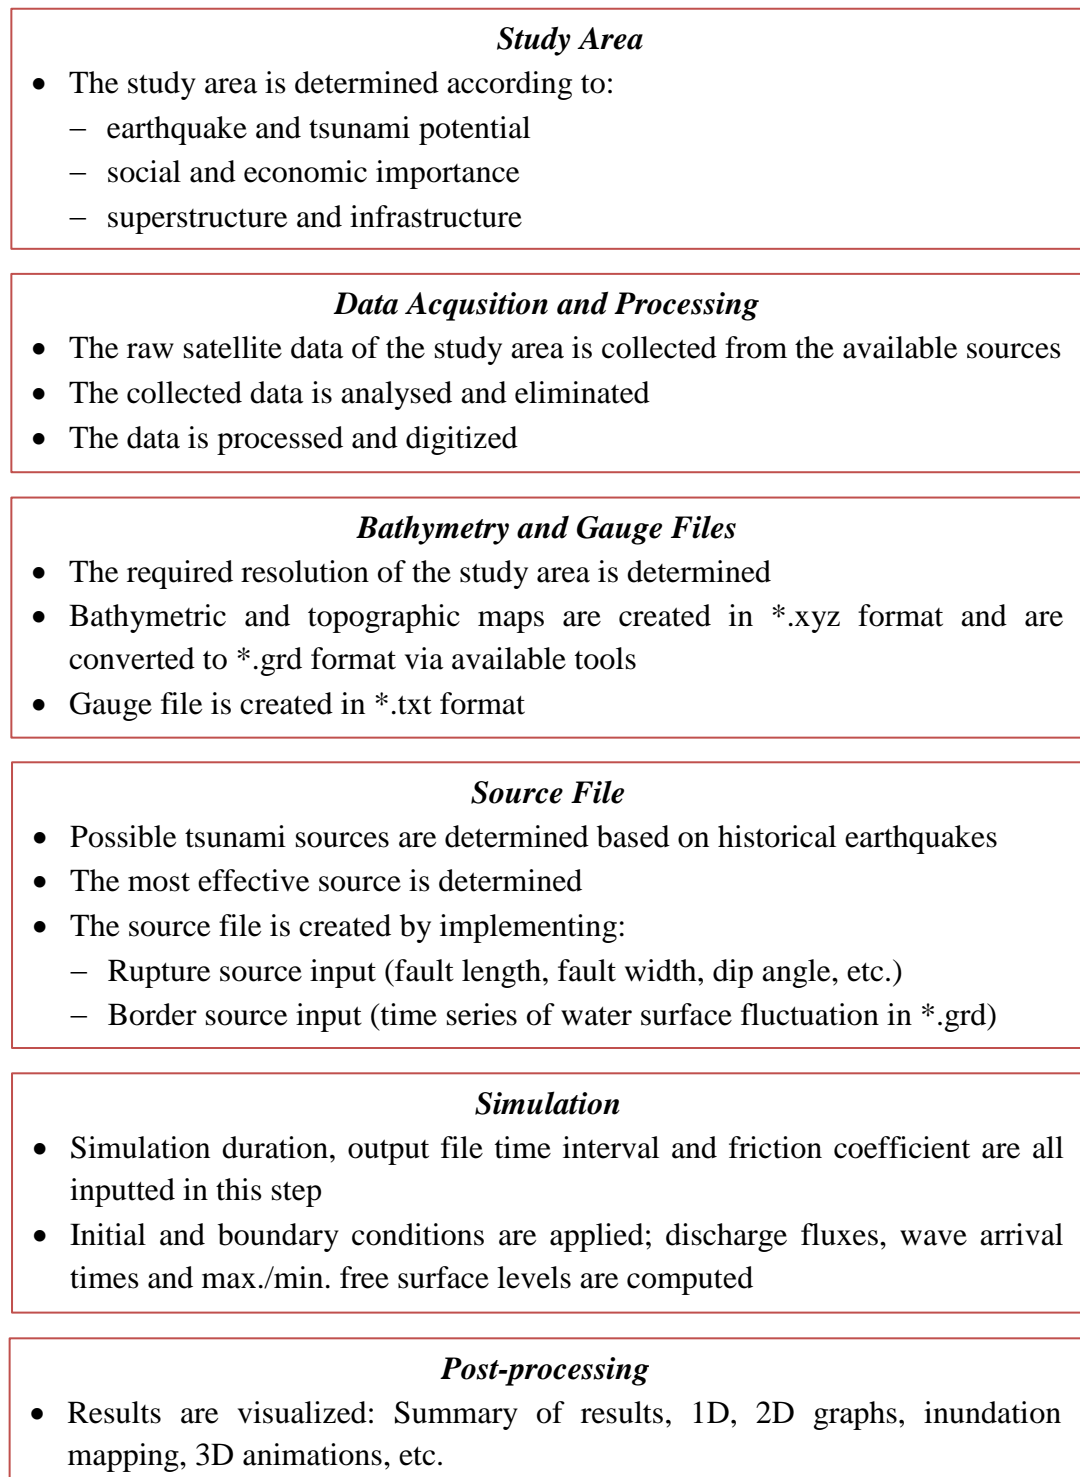 Study Area
• The study area is determined according to:
− earthquake and tsunami potential
− social and economic importance
− superstructure and infrastructure
Data Acqusition and Processing
• The raw satellite data of the study area is collected from the available sources
• The collected data is analysed and eliminated
• The data is processed and digitized
Bathymetry and Gauge Files
• The required resolution of the study area is determined
• Bathymetric and topographic maps are created in *.xyz format and are
converted to *.grd format via available tools
• Gauge file is created in *.txt format
Source File
• Possible tsunami sources are determined based on historical earthquakes
• The most effective source is determined
• The source file is created by implementing:
− Rupture source input (fault length, fault width, dip angle, etc.)
− Border source input (time series of water surface fluctuation in *.grd)
Simulation
• Simulation duration, output file time interval and friction coefficient are all
inputted in this step
• Initial and boundary conditions are applied; discharge fluxes, wave arrival
times and max./min. free surface levels are computed
Post-processing
• Results are visualized: Summary of results, 1D, 2D graphs, inundation
mapping, 3D animations, etc.